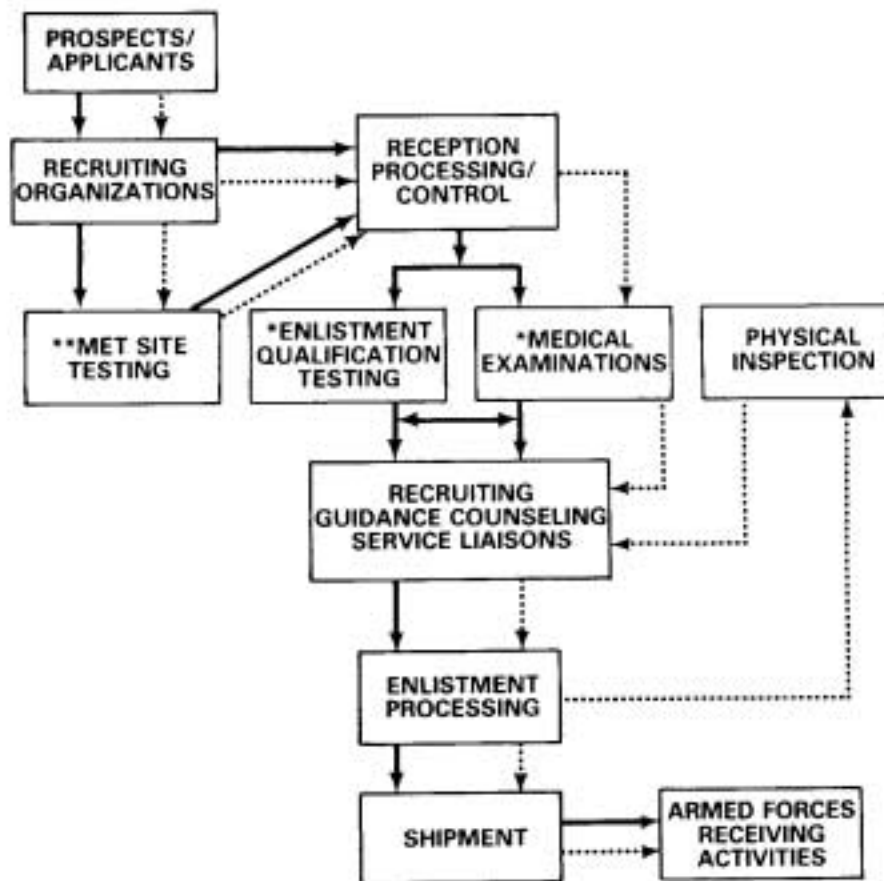 PROSPECTS/
APPLICANTS
RECRUITING
ORGANIZATIONS
RECEPTION
PROCESSING/
CONTROL
**MET SITE
TESTING
*ENLISTMENT
QUALIFICATION
TESTING
*MEDICAL
EXAMINATIONS
PHYSICAL
INSPECTION
RECRUITING
GUIDANCE COUNSELING
SERVICE LIAISONS
ENLISTMENT
PROCESSING
SHIPMENT
ARMED FORCES
RECEIVING
ACTIVITIES